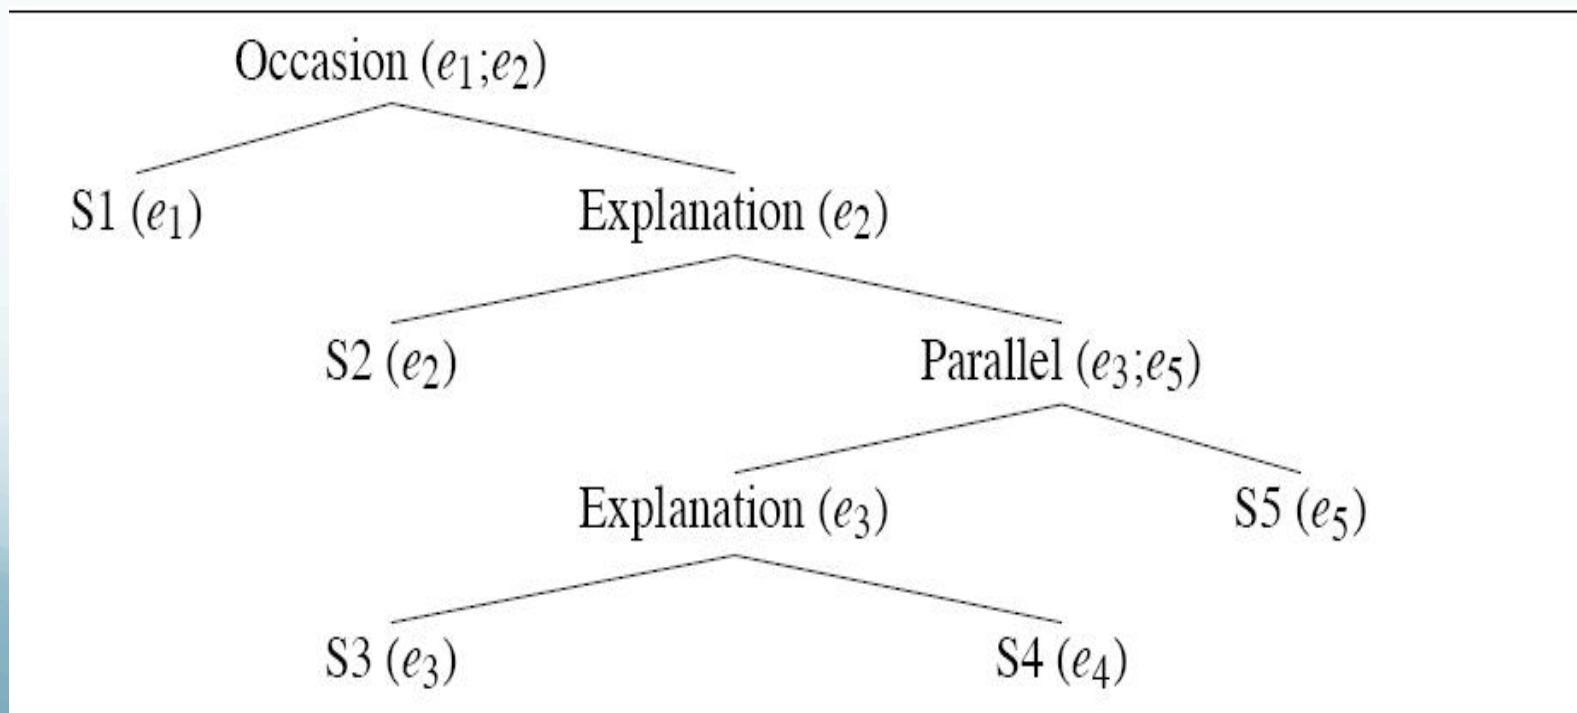 Occasion (e₁;e₂)
S1 (e₁) Explanation (e₂)
S2 (e₂) Parallel (e₃;e₅)
Explanation (e₃) S5 (e₅)
S3 (e₃) S4 (e₄)